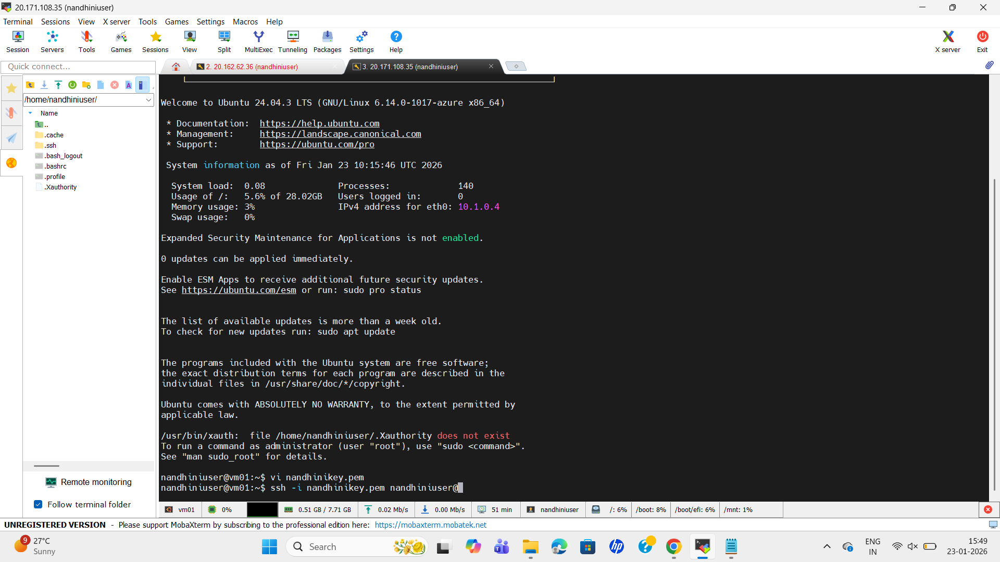 20.171.108.35 (nandhiniuser)
Terminal Sessions View X server Tools Games Settings Macros Help
Session Servers Tools Games Sessions View Split MultiExec Tunneling Packages Settings Help X server Exit
Quick connect...
2. 20.162.62.36 (nandhiniuser)
3. 20.171.108.35 (nandhiniuser)
/home/nandhiniuser/
Name
..
.cache
.ssh
.bash_logout
.bashrc
.profile
.Xauthority
Remote monitoring
Follow terminal folder
Welcome to Ubuntu 24.04.3 LTS (GNU/Linux 6.14.0-1017-azure x86_64)
* Documentation: https://help.ubuntu.com
* Management: https://landscape.canonical.com
* Support: https://ubuntu.com/pro
System information as of Fri Jan 23 10:15:46 UTC 2026
System load: 0.08 Processes: 140
Usage of /: 5.6% of 28.02GB Users logged in: 0
Memory usage: 3% IPv4 address for eth0: 10.1.0.4
Swap usage: 0%
Expanded Security Maintenance for Applications is not enabled.
0 updates can be applied immediately.
Enable ESM Apps to receive additional future security updates.
See https://ubuntu.com/esm or run: sudo pro status
The list of available updates is more than a week old.
To check for new updates run: sudo apt update
The programs included with the Ubuntu system are free software;
the exact distribution terms for each program are described in the
individual files in /usr/share/doc/*/copyright.
Ubuntu comes with ABSOLUTELY NO WARRANTY, to the extent permitted by
applicable law.
/usr/bin/xauth: file /home/nandhiniuser/.Xauthority does not exist
To run a command as administrator (user "root"), use "sudo <command>".
See "man sudo_root" for details.
nandhiniuser@vm01:~$ vi nandhinikey.pem
nandhiniuser@vm01:~$ ssh -i nandhinikey.pem nandhiniuser@
vm01 0% 0.51 GB / 7.71 GB 0.02 Mb/s 0.00 Mb/s 51 min nandhiniuser /: 6% /boot: 8% /boot/efi: 6% /mnt: 1%
UNREGISTERED VERSION - Please support MobaXterm by subscribing to the professional edition here: https://mobaxterm.mobatek.net
9
27°C
Sunny
Search
hp
ENG
IN
15:49
23-01-2026